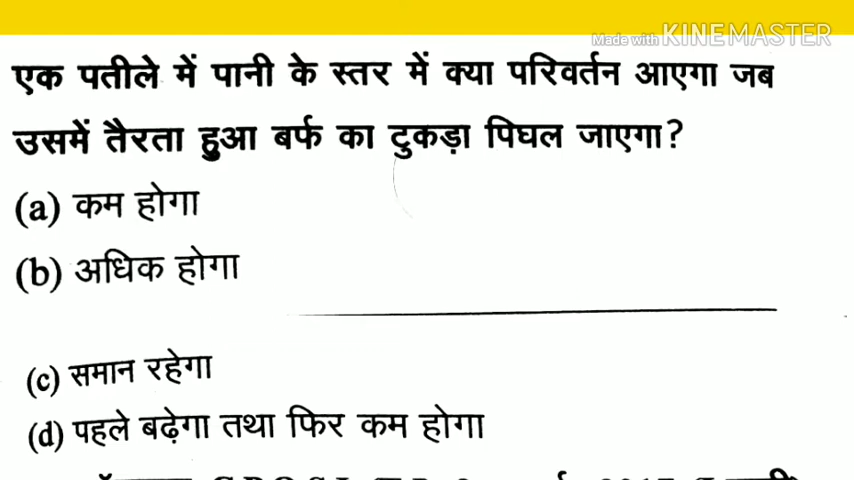 Made with KINEMASTER
एक पतीले में पानी के स्तर में क्या परिवर्तन आएगा जब
उसमें तैरता हुआ बर्फ का टुकड़ा पिघल जाएगा?
(a) कम होगा
(b) अधिक होगा
(c) समान रहेगा
(d) पहले बढ़ेगा तथा फिर कम होगा